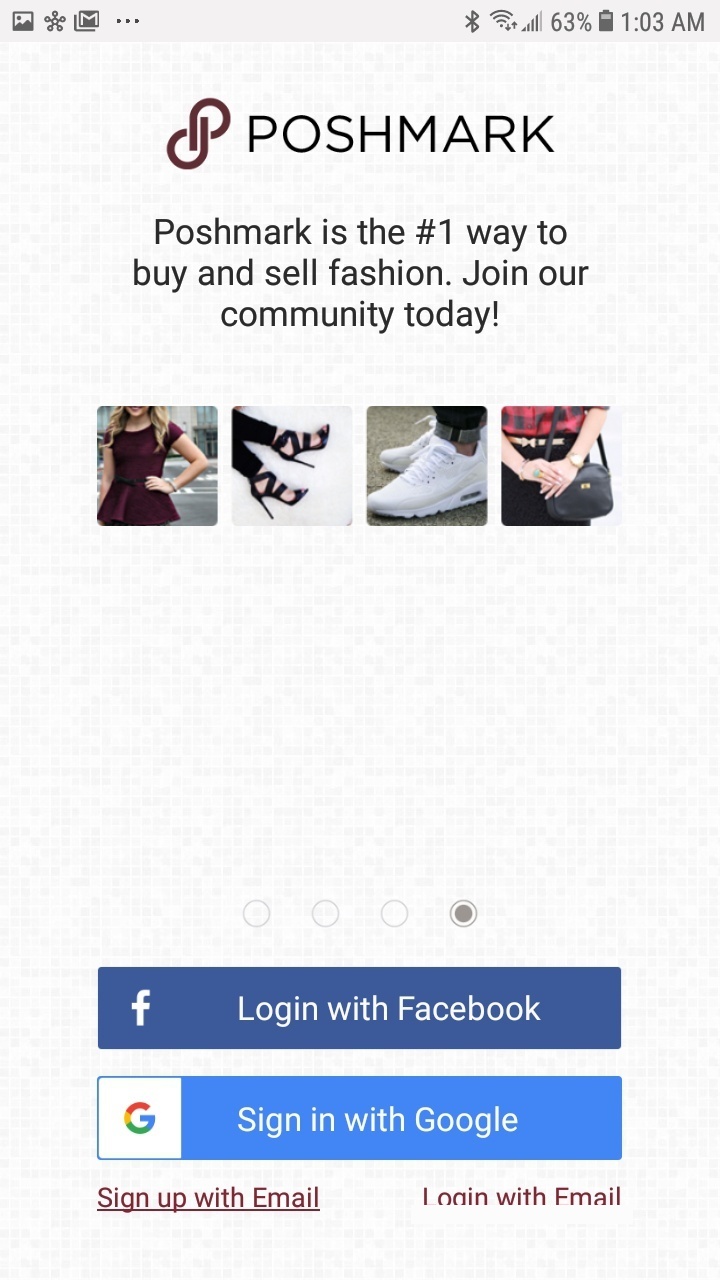 63% 1:03 AM
POSHMARK
Poshmark is the #1 way to
buy and sell fashion. Join our
community today!
Login with Facebook
Sign in with Google
Sign up with Email Login with Email